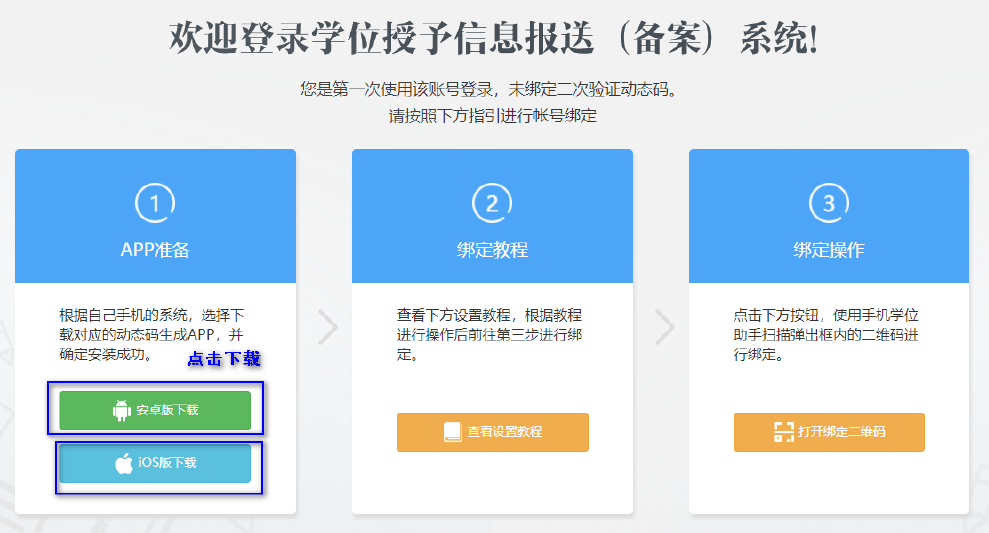 欢迎登录学位授予信息报送（备案）系统!
您是第一次使用该账号登录，未绑定二次验证动态码。
请按照下方指引进行帐号绑定
1
APP准备
根据自己手机的系统，选择下
载对应的动态码生成APP，并
确定安装成功。
点击下载
安卓版下载
iOS版下载
2
绑定教程
查看下方设置教程，根据教程
进行操作后前往第三步进行绑
定。
查看设置教程
3
绑定操作
点击下方按钮，使用手机学位
助手扫描弹出框内的二维码进
行绑定。
打开绑定二维码